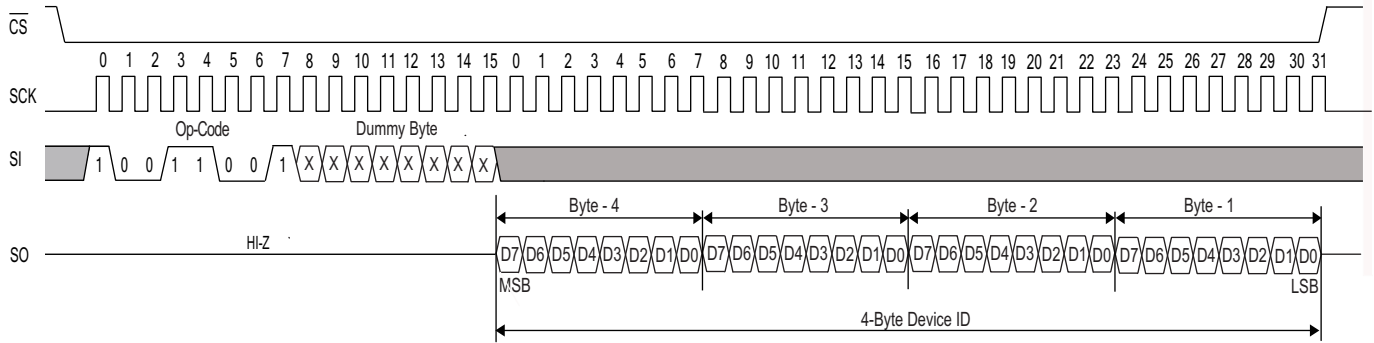 CS
0 1 2 3 4 5 6 7 8 9 10 11 12 13 14 15 0 1 2 3 4 5 6 7 8 9 10 11 12 13 14 15 16 17 18 19 20 21 22 23 24 25 26 27 28 29 30 31
SCK
Op-Code Dummy Byte
SI 1 0 0 1 1 0 0 1 X X X X X X X X
Byte - 4 Byte - 3 Byte - 2 Byte - 1
SO HI-Z D7 D6 D5 D4 D3 D2 D1 D0 D7 D6 D5 D4 D3 D2 D1 D0 D7 D6 D5 D4 D3 D2 D1 D0 D7 D6 D5 D4 D3 D2 D1 D0
MSB LSB
4-Byte Device ID